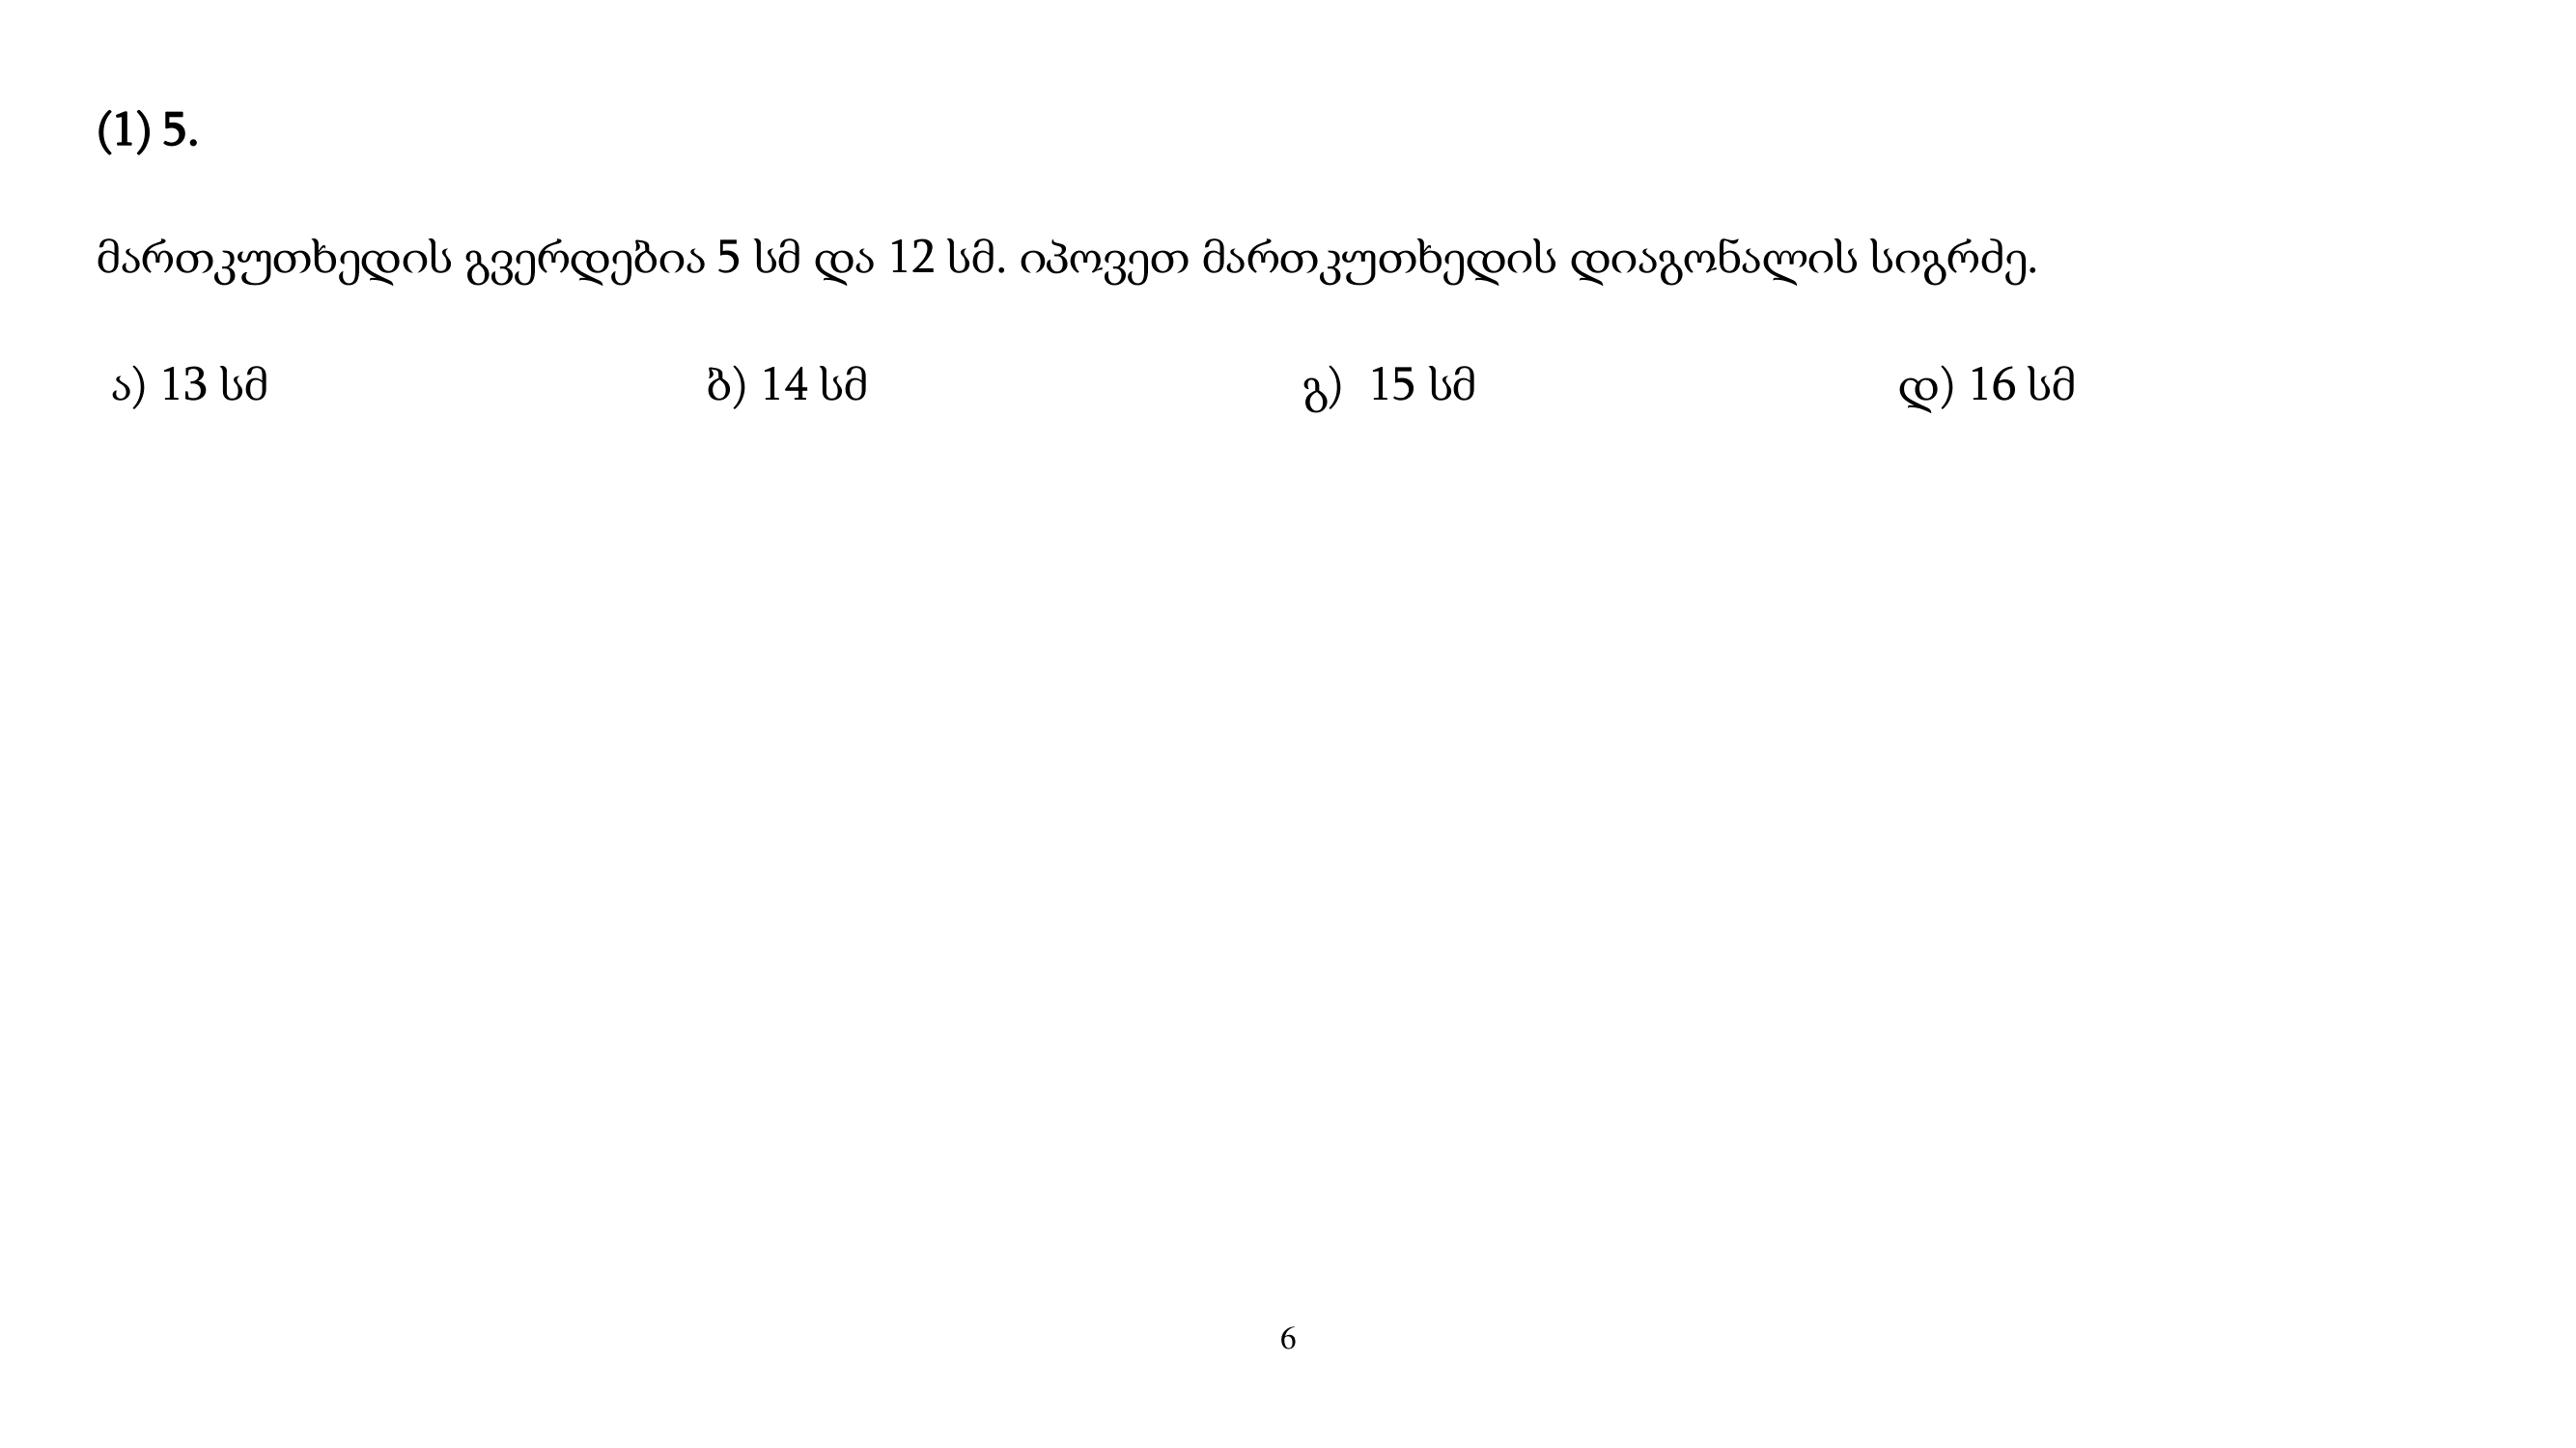 (1) 5.
მართკუთხედის გვერდებია 5 სმ და 12 სმ. იპოვეთ მართკუთხედის დიაგონალის სიგრძე.
ა) 13 სმ ბ) 14 სმ გ) 15 სმ დ) 16 სმ
6